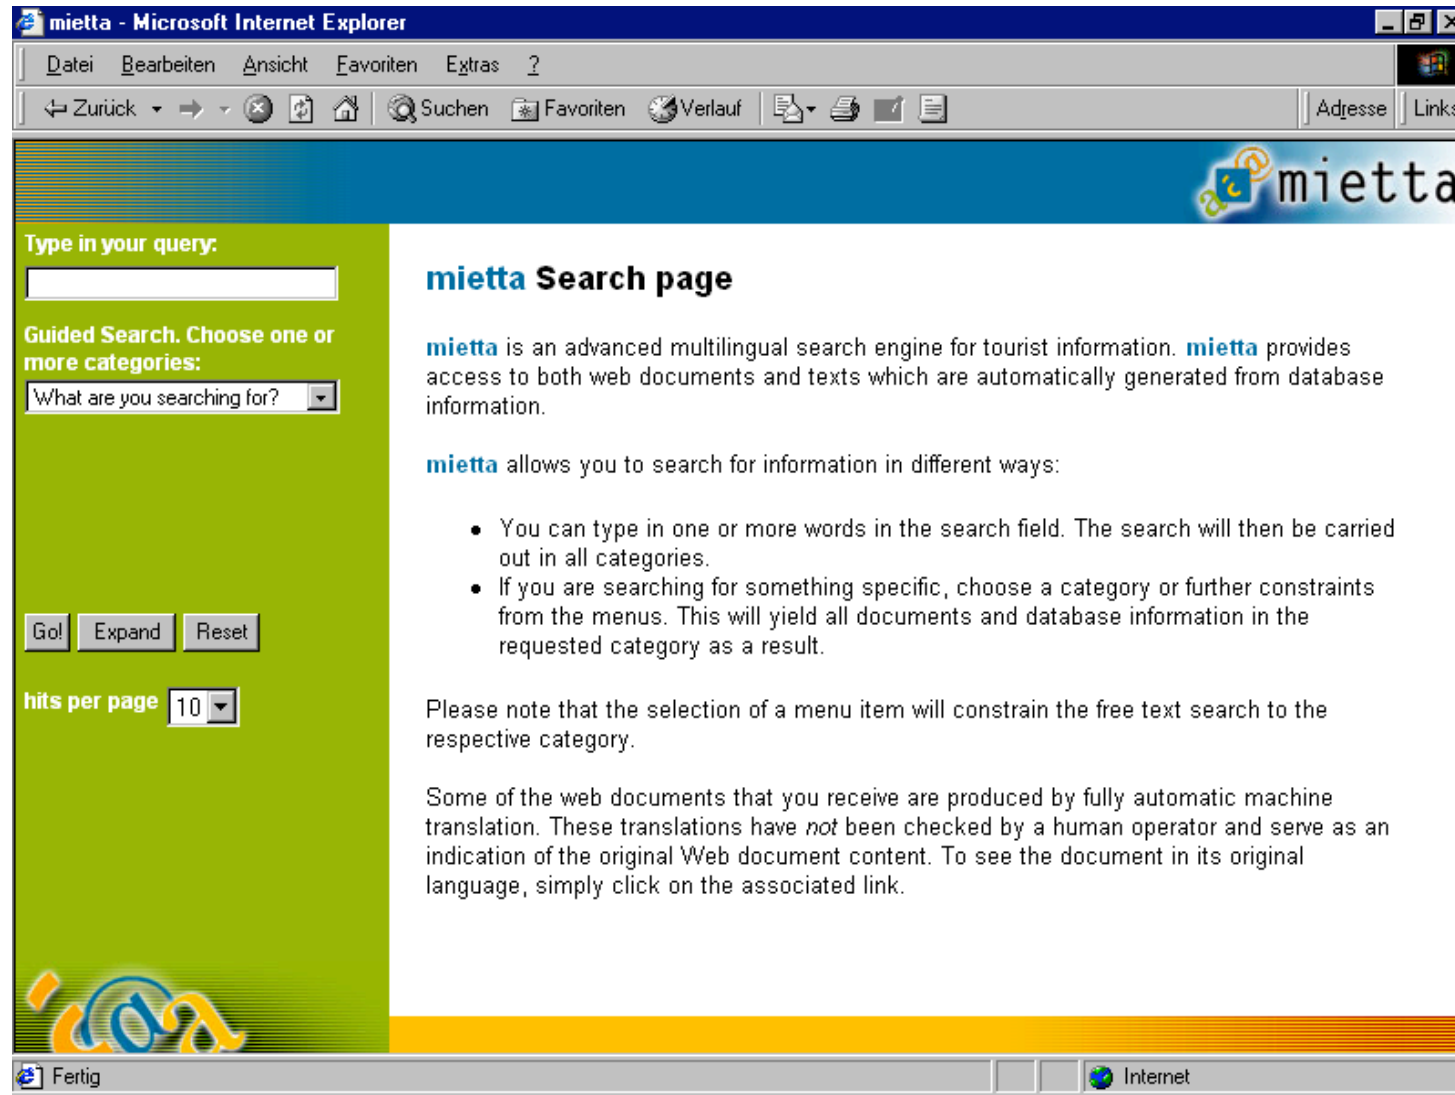 mietta - Microsoft Internet Explorer
Datei Bearbeiten Ansicht Favoriten Extras ?
Zurück Suchen Favoriten Verlauf Adresse Links
mietta
Type in your query:
Guided Search. Choose one or
more categories:
What are you searching for?
Go! Expand Reset
hits per page 10
mietta Search page
mietta is an advanced multilingual search engine for tourist information. mietta provides
access to both web documents and texts which are automatically generated from database
information.
mietta allows you to search for information in different ways:
• You can type in one or more words in the search field. The search will then be carried
out in all categories.
• If you are searching for something specific, choose a category or further constraints
from the menus. This will yield all documents and database information in the
requested category as a result.
Please note that the selection of a menu item will constrain the free text search to the
respective category.
Some of the web documents that you receive are produced by fully automatic machine
translation. These translations have not been checked by a human operator and serve as an
indication of the original Web document content. To see the document in its original
language, simply click on the associated link.
Fertig Internet